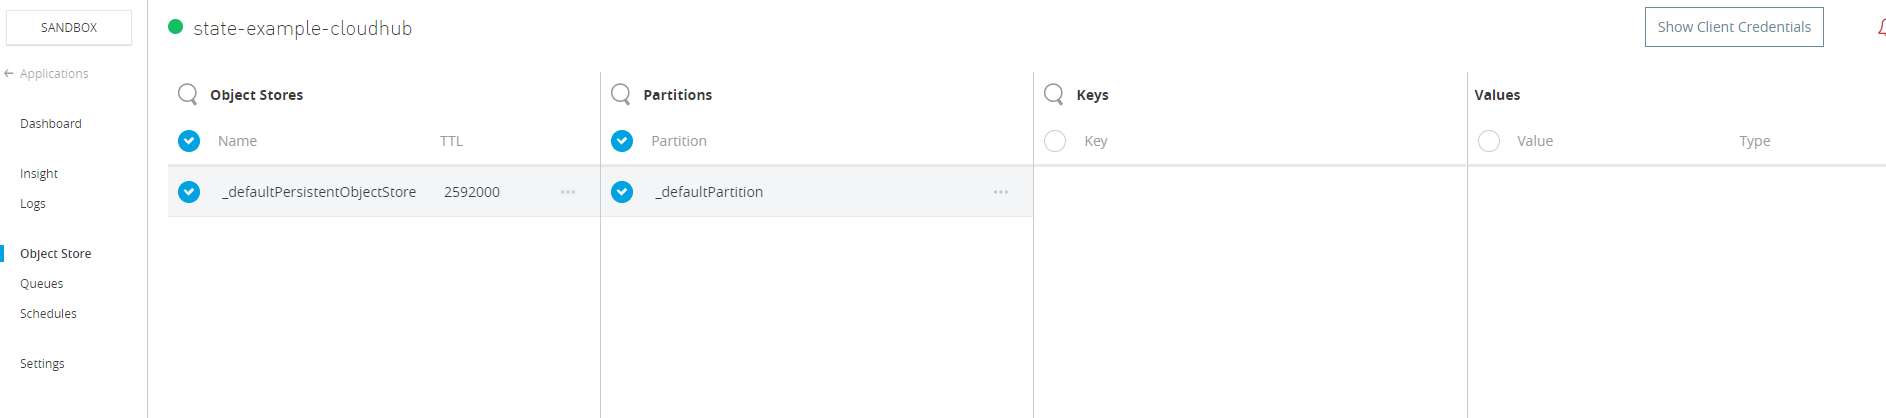 SANDBOX
Applications
Dashboard
Insight
Logs
Object Store
Queues
Schedules
Settings
state-example-cloudhub
Show Client Credentials
Object Stores
Name TTL
_defaultPersistentObjectStore 2592000 ...
Partitions
Partition
_defaultPartition ...
Keys
Key
Values
Value Type